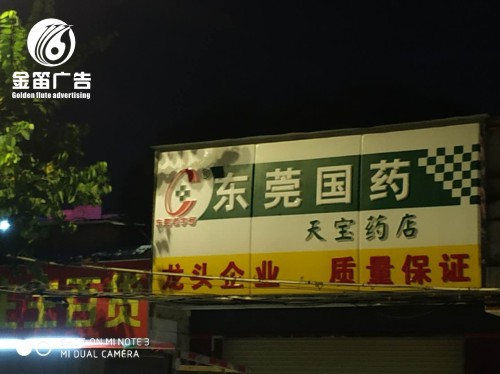 金笛广告
Golden flute advertising
东莞国药
天宝药店
龙头企业 质量保证
MI NOTE 3
MI DUAL CAMERA